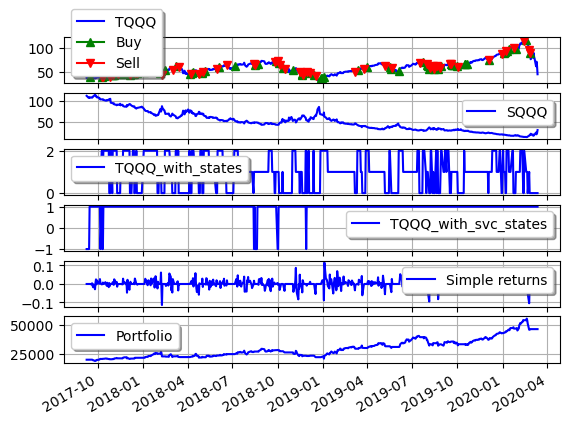 TQQQ
Buy
Sell
100
50
SQQQ
100
50
TQQQ_with_states
2
0
TQQQ_with_svc_states
1
0
−1
Simple returns
0.1
0.0
−0.1
Portfolio
50000
25000
2017-10 2018-01 2018-04 2018-07 2018-10 2019-01 2019-04 2019-07 2019-10 2020-01 2020-04